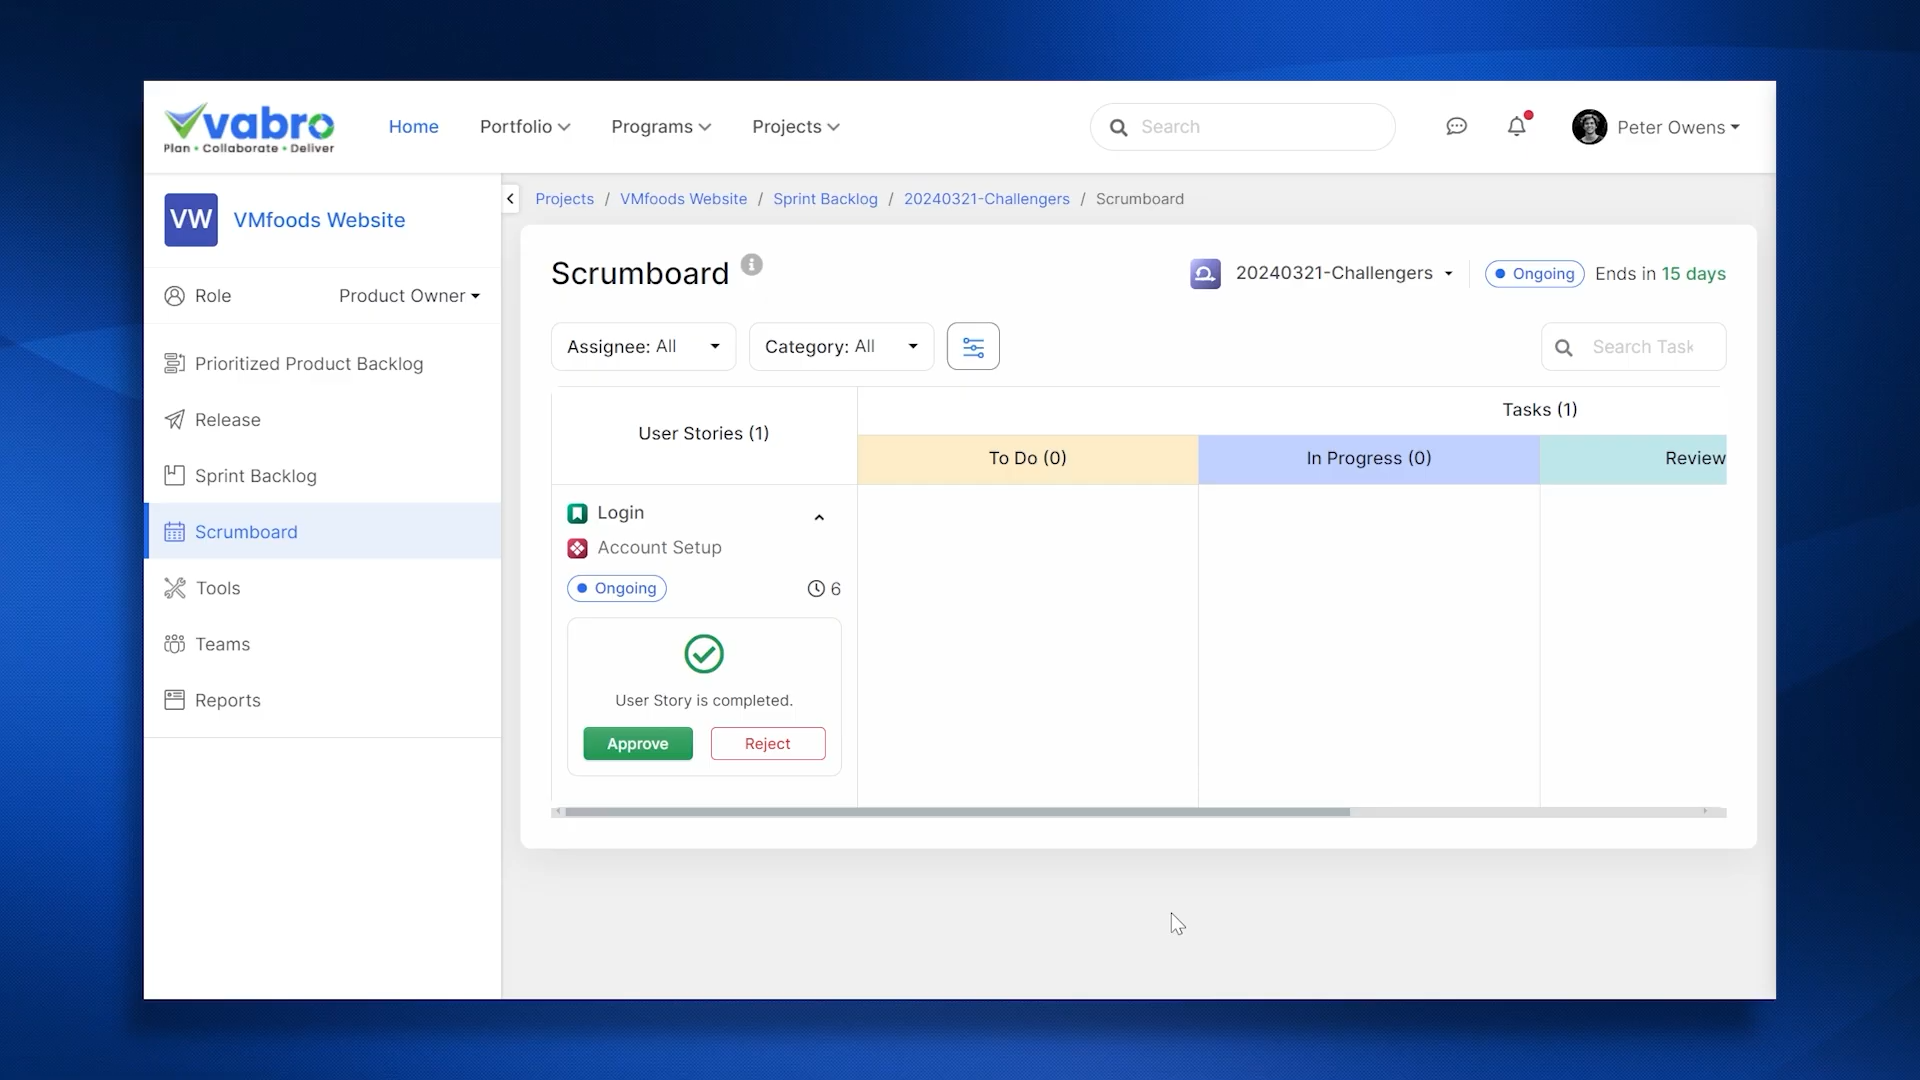 vabro
Plan • Collaborate • Deliver
Home
Portfolio
Programs
Projects
Search
Peter Owens
VW
VMfoods Website
Role
Product Owner
Prioritized Product Backlog
Release
Sprint Backlog
Scrumboard
Tools
Teams
Reports
Projects / VMfoods Website / Sprint Backlog / 20240321-Challengers / Scrumboard
Scrumboard
20240321-Challengers
Ongoing
Ends in 15 days
Assignee: All
Category: All
Search Task
User Stories (1)
Tasks (1)
To Do (0)
In Progress (0)
Review
Login
Account Setup
Ongoing
6
User Story is completed.
Approve
Reject